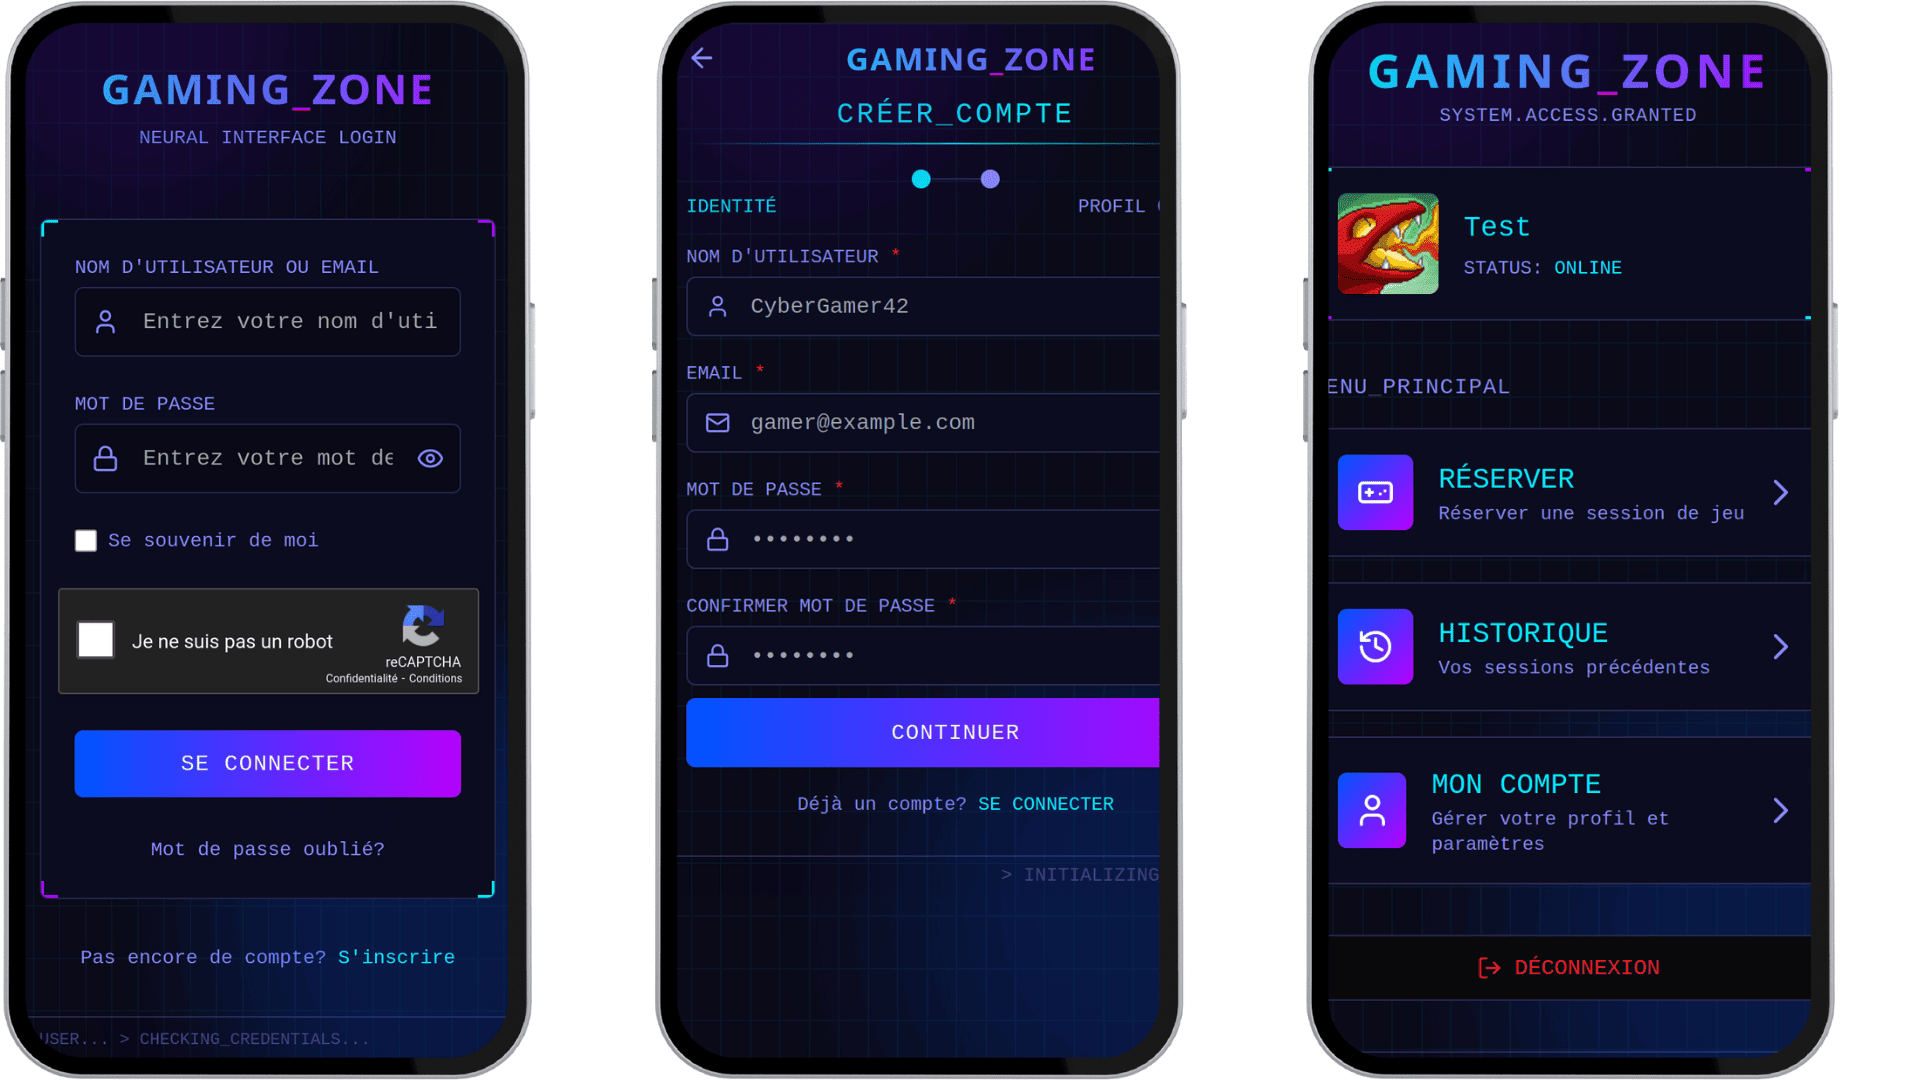 GAMING_ZONE
NEURAL INTERFACE LOGIN
NOM D'UTILISATEUR OU EMAIL
Entrez votre nom d'uti
MOT DE PASSE
Entrez votre mot de
Se souvenir de moi
Je ne suis pas un robot
reCAPTCHA
Confidentialité - Conditions
SE CONNECTER
Mot de passe oublié?
Pas encore de compte? S'inscrire
USER... > CHECKING_CREDENTIALS...
GAMING_ZONE
CRÉER_COMPTE
IDENTITÉ
PROFIL
NOM D'UTILISATEUR *
CyberGamer42
EMAIL *
gamer@example.com
MOT DE PASSE *
••••••••
CONFIRMER MOT DE PASSE *
••••••••
CONTINUER
Déjà un compte? SE CONNECTER
> INITIALIZING
GAMING_ZONE
SYSTEM.ACCESS.GRANTED
Test
STATUS: ONLINE
ENU_PRINCIPAL
RÉSERVER
Réserver une session de jeu
HISTORIQUE
Vos sessions précédentes
MON COMPTE
Gérer votre profil et
paramètres
DÉCONNEXION